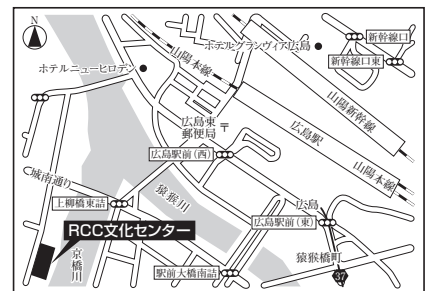 N
山陽本線
ホテルグランヴィア広島
新幹線口
新幹線口東
ホテルニューヒロデン
山陽新幹線
広島東
郵便局
〒
広島駅
広島駅前(西)
山陽本線
城南通り
猿猴川
上柳橋東詰
広島
広島駅前(東)
RCC文化センター
京橋川
駅前大橋南詰
猿猴橋町
37